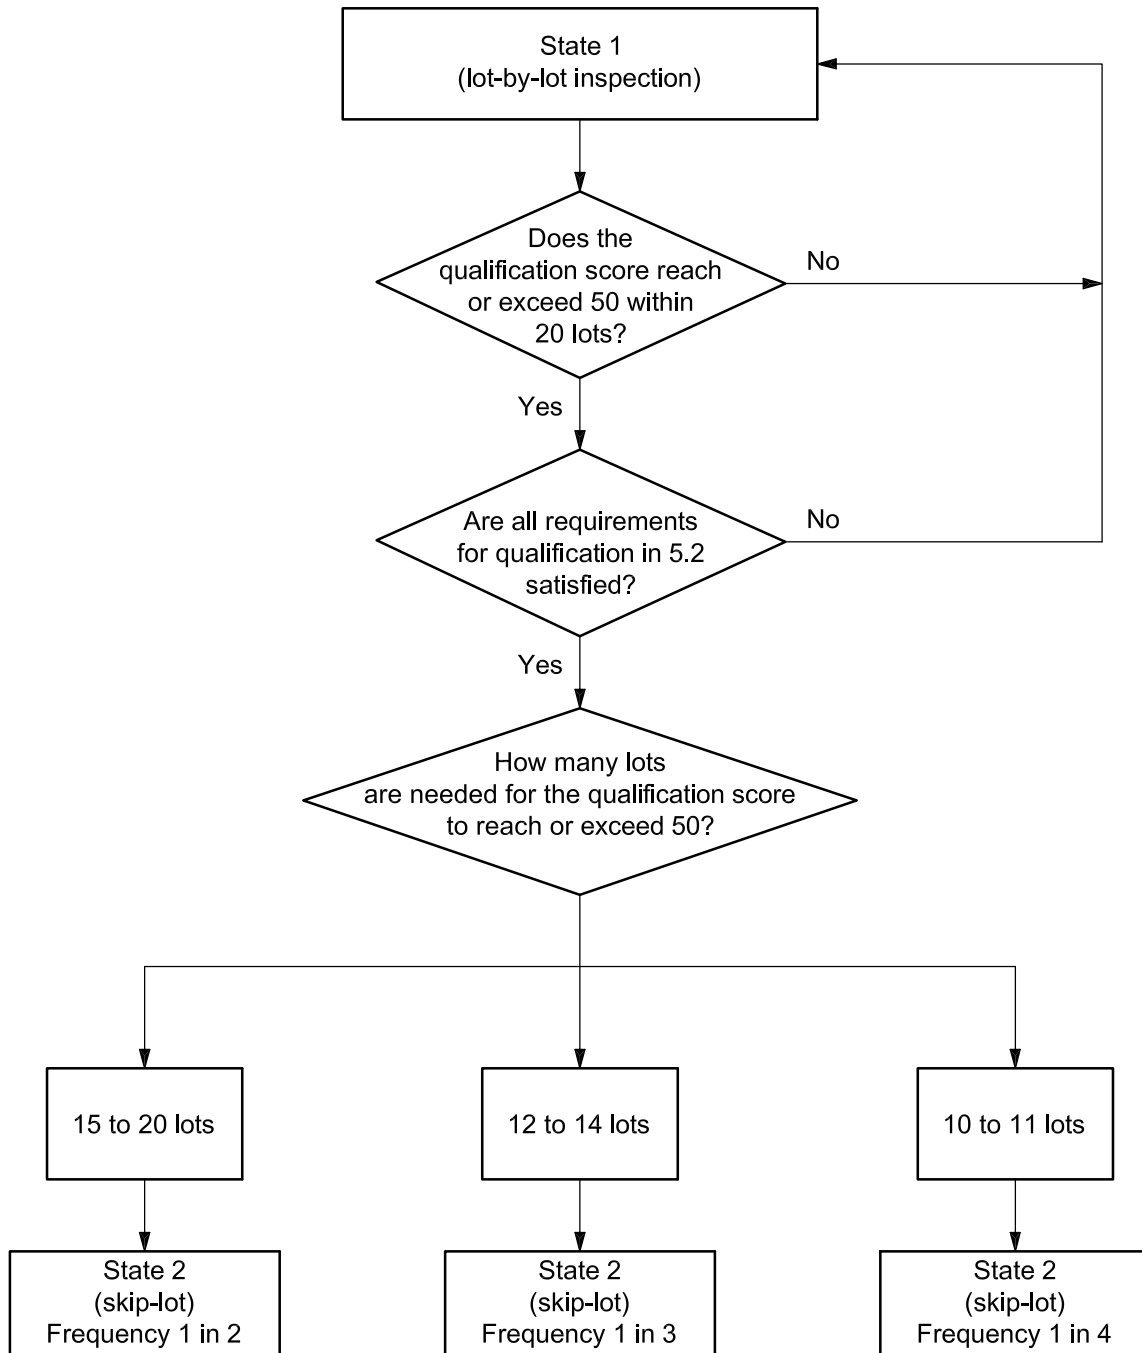 State 1
(lot-by-lot inspection)
Does the
qualification score reach
or exceed 50 within
20 lots?
No
Yes
Are all requirements
for qualification in 5.2
satisfied?
No
Yes
How many lots
are needed for the qualification score
to reach or exceed 50?
15 to 20 lots
12 to 14 lots
10 to 11 lots
State 2
(skip-lot)
Frequency 1 in 2
State 2
(skip-lot)
Frequency 1 in 3
State 2
(skip-lot)
Frequency 1 in 4